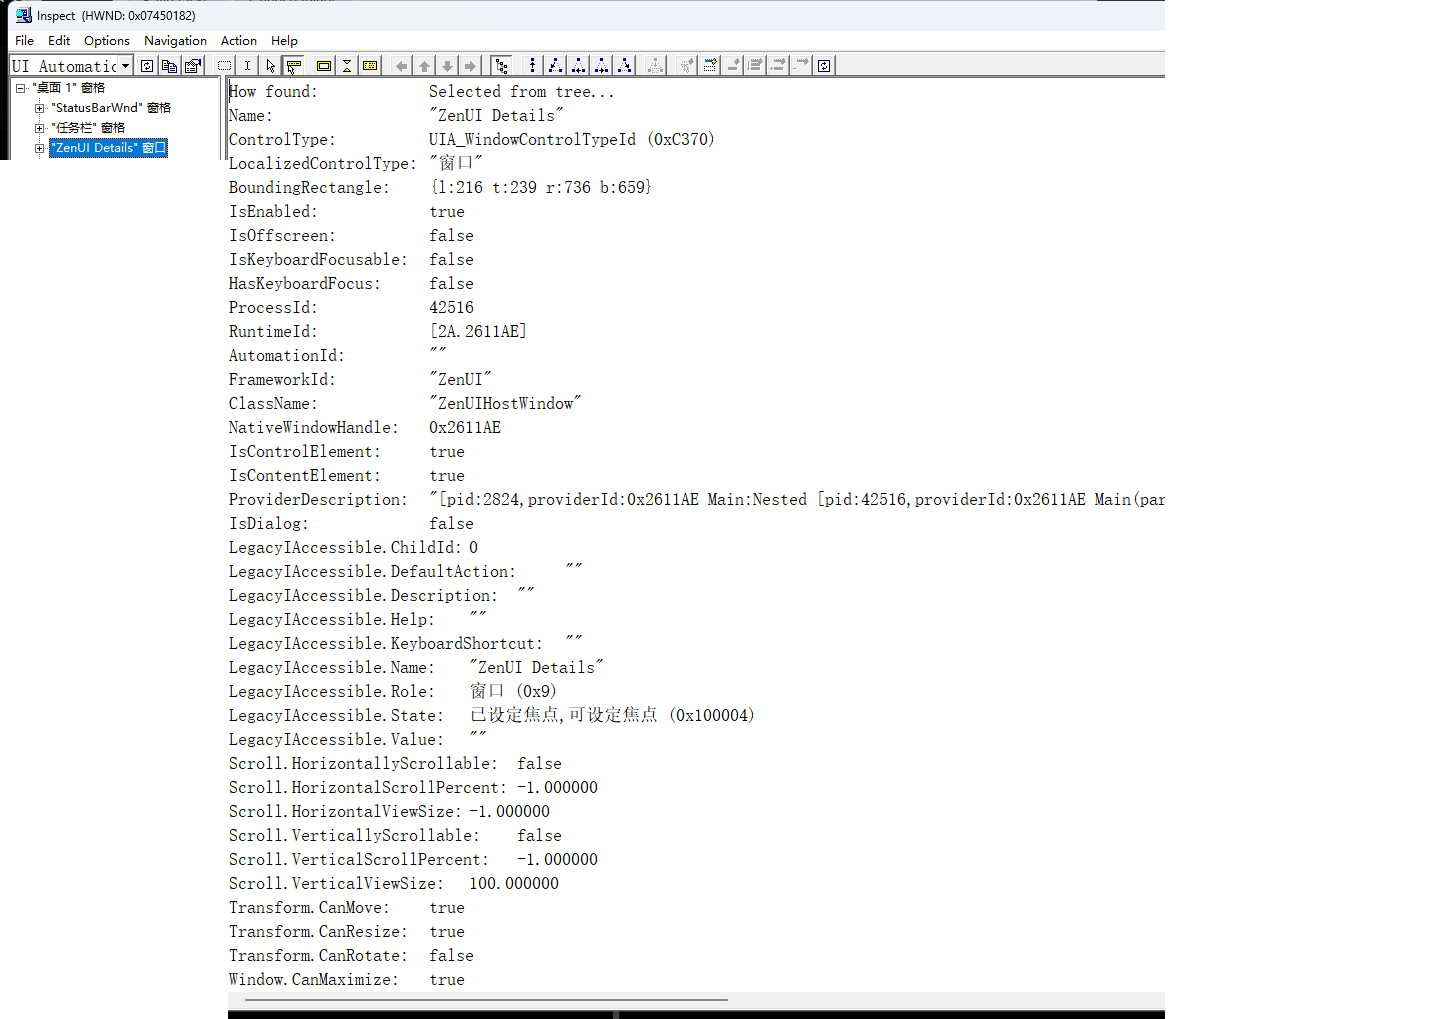 Inspect (HWND: 0x07450182)
File Edit Options Navigation Action Help
UI Automatic
"桌面 1" 窗格
"StatusBarWnd" 窗格
"任务栏" 窗格
"ZenUI Details" 窗口
How found: Selected from tree...
Name: "ZenUI Details"
ControlType: UIA_WindowControlTypeId (0xC370)
LocalizedControlType: "窗口"
BoundingRectangle: {l:216 t:239 r:736 b:659}
IsEnabled: true
IsOffscreen: false
IsKeyboardFocusable: false
HasKeyboardFocus: false
ProcessId: 42516
RuntimeId: [2A.2611AE]
AutomationId: ""
FrameworkId: "ZenUI"
ClassName: "ZenUIHostWindow"
NativeWindowHandle: 0x2611AE
IsControlElement: true
IsContentElement: true
ProviderDescription: "[pid:2824,providerId:0x2611AE Main:Nested [pid:42516,providerId:0x2611AE Main(par
IsDialog: false
LegacyIAccessible.ChildId: 0
LegacyIAccessible.DefaultAction: ""
LegacyIAccessible.Description: ""
LegacyIAccessible.Help: ""
LegacyIAccessible.KeyboardShortcut: ""
LegacyIAccessible.Name: "ZenUI Details"
LegacyIAccessible.Role: 窗口 (0x9)
LegacyIAccessible.State: 已设定焦点,可设定焦点 (0x100004)
LegacyIAccessible.Value: ""
Scroll.HorizontallyScrollable: false
Scroll.HorizontalScrollPercent: -1.000000
Scroll.HorizontalViewSize: -1.000000
Scroll.VerticallyScrollable: false
Scroll.VerticalScrollPercent: -1.000000
Scroll.VerticalViewSize: 100.000000
Transform.CanMove: true
Transform.CanResize: true
Transform.CanRotate: false
Window.CanMaximize: true